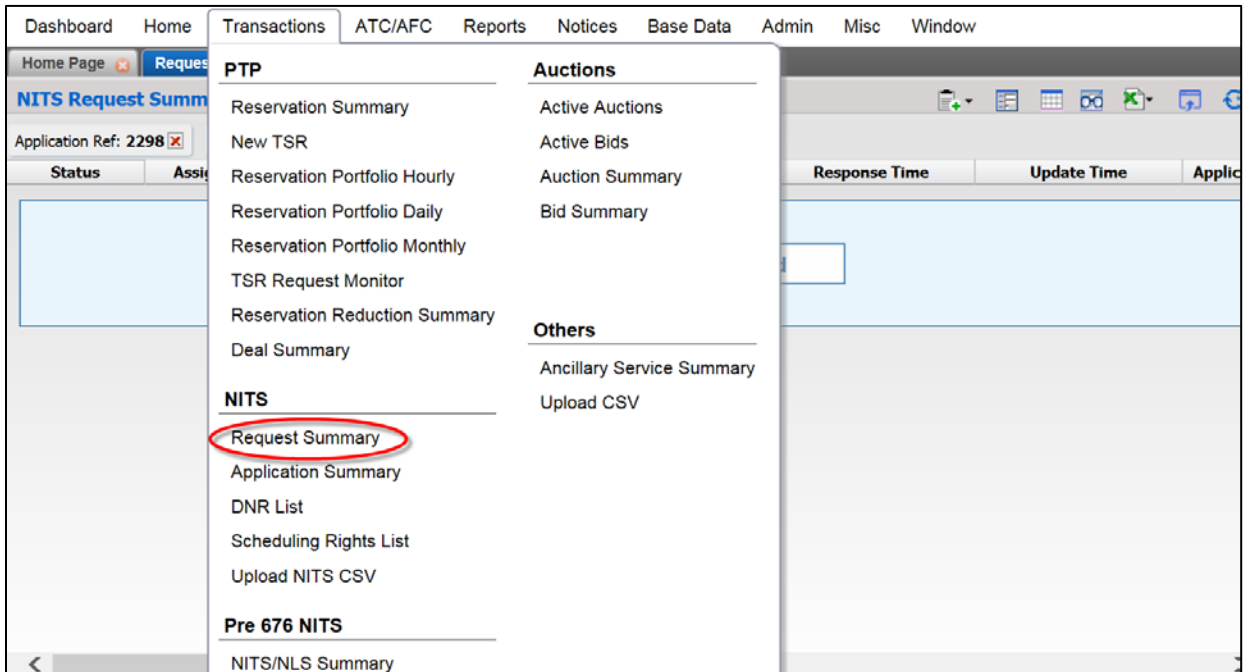 Dashboard Home Transactions ATC/AFC Reports Notices Base Data Admin Misc Window
Home Page Reques
NITS Request Summ
Application Ref: 2298
Status Assig Response Time Update Time Applic
PTP
Reservation Summary
New TSR
Reservation Portfolio Hourly
Reservation Portfolio Daily
Reservation Portfolio Monthly
TSR Request Monitor
Reservation Reduction Summary
Deal Summary
NITS
Request Summary
Application Summary
DNR List
Scheduling Rights List
Upload NITS CSV
Pre 676 NITS
NITS/NLS Summary
Auctions
Active Auctions
Active Bids
Auction Summary
Bid Summary
Others
Ancillary Service Summary
Upload CSV